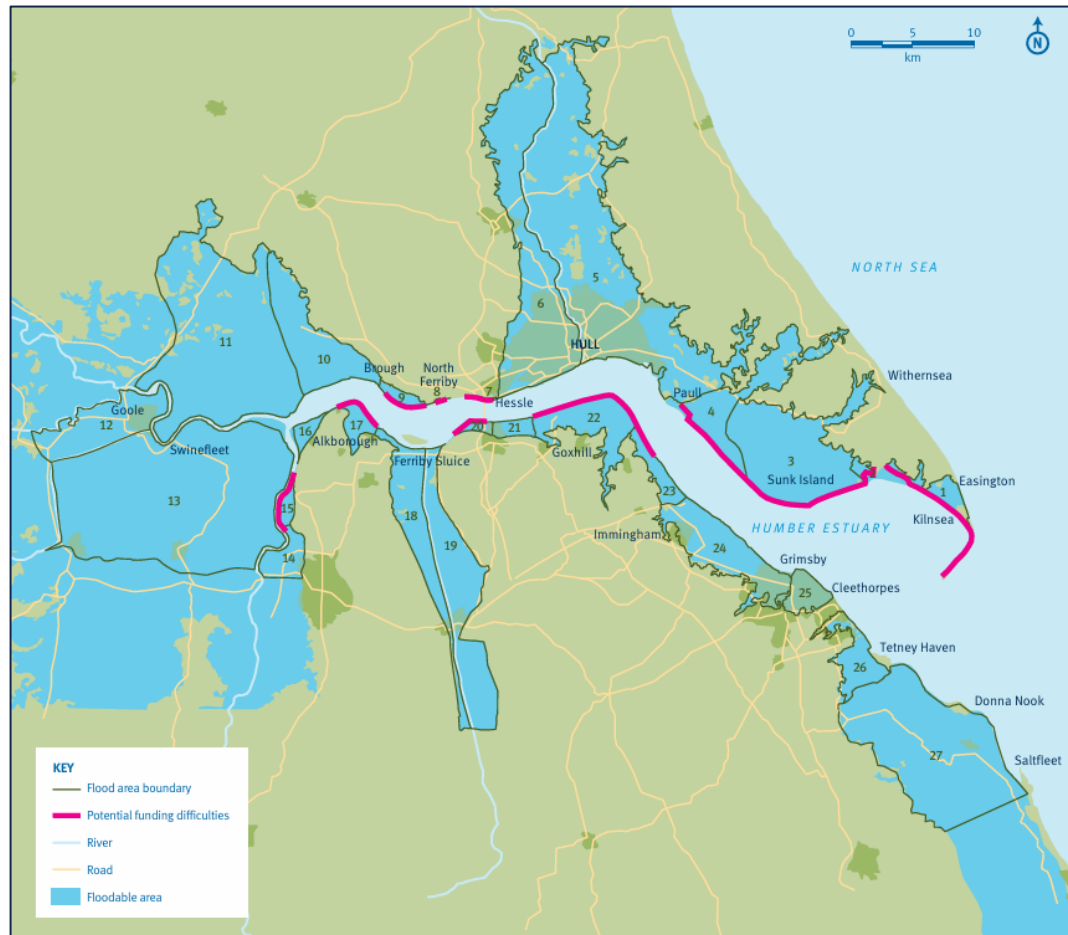 0 5 10
km
N
NORTH SEA
5
6
HULL
11
10
Brough
North
Ferriby
8
9
7
Hessle
Withernsea
Paull
4
Goole
12
Swinefleet
16
17
Alkborough
20
21
22
Goxhill
Ferriby Sluice
3
Sunk Island
2
1
Easington
Kilnsea
13
15
14
18
19
23
Immingham
24
HUMBER ESTUARY
Grimsby
Cleethorpes
25
Tetney Haven
26
Donna Nook
27
Saltfleet
KEY
Flood area boundary
Potential funding difficulties
River
Road
Floodable area